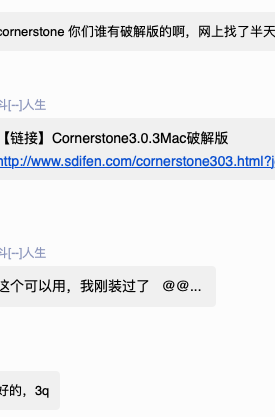 cornerstone 你们谁有破解版的啊，网上找了半天
斗[--]人生
【链接】Cornerstone3.0.3Mac破解版
http://www.sdifen.com/cornerstone303.html?j
斗[--]人生
这个可以用，我刚装过了 @@...
好的，3q